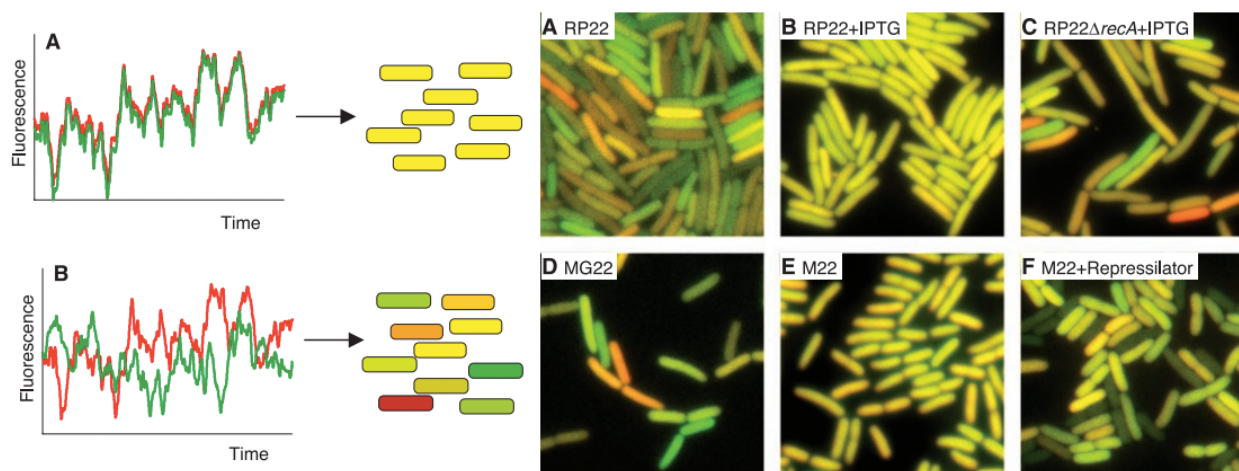 A
Fluorescence
Time
B
Fluorescence
Time
A RP22
B RP22+IPTG
C RP22ΔrecA+IPTG
D MG22
E M22
F M22+Repressilator